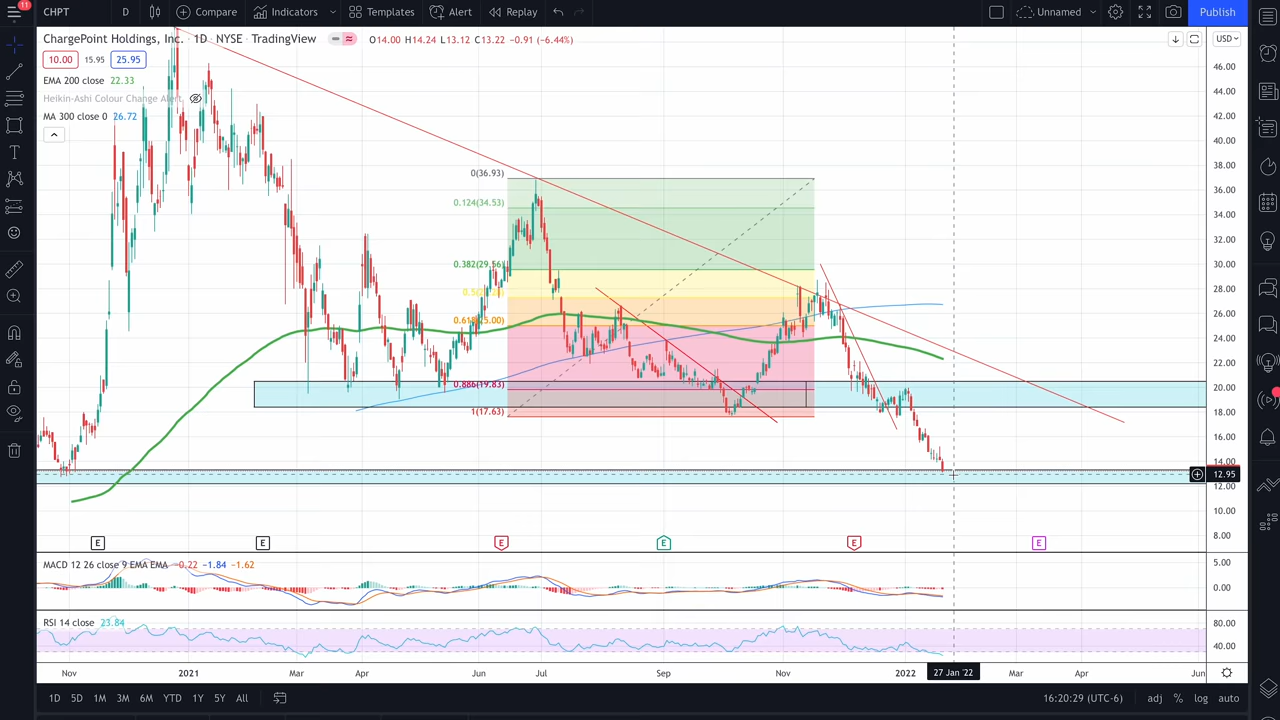 11
CHPT D Compare Indicators Templates Alert Replay Unnamed Publish
ChargePoint Holdings, Inc. · 1D · NYSE · TradingView O14.00 H14.24 L13.12 C13.22 −0.91 (−6.44%) USD
10.00 15.95 25.95
EMA 200 close 22.33
Heikin-Ashi Colour Change Alert
MA 300 close 0 26.72
46.00
44.00
42.00
40.00
38.00
36.00
34.00
32.00
30.00
28.00
26.00
24.00
22.00
20.00
18.00
16.00
14.00
12.95
12.00
10.00
8.00
0(36.93)
0.124(34.53)
0.382(29.56)
0.618(25.00)
0.886(19.83)
1(17.63)
E E E E E E
MACD 12 26 close 9 EMA EMA −0.22 −1.84 −1.62
5.00
0.00
RSI 14 close 23.84
80.00
40.00
Nov 2021 Mar Apr Jun Jul Sep Nov 2022 27 Jan '22 Mar Apr Jun
1D 5D 1M 3M 6M YTD 1Y 5Y All 16:20:29 (UTC-6) adj % log auto